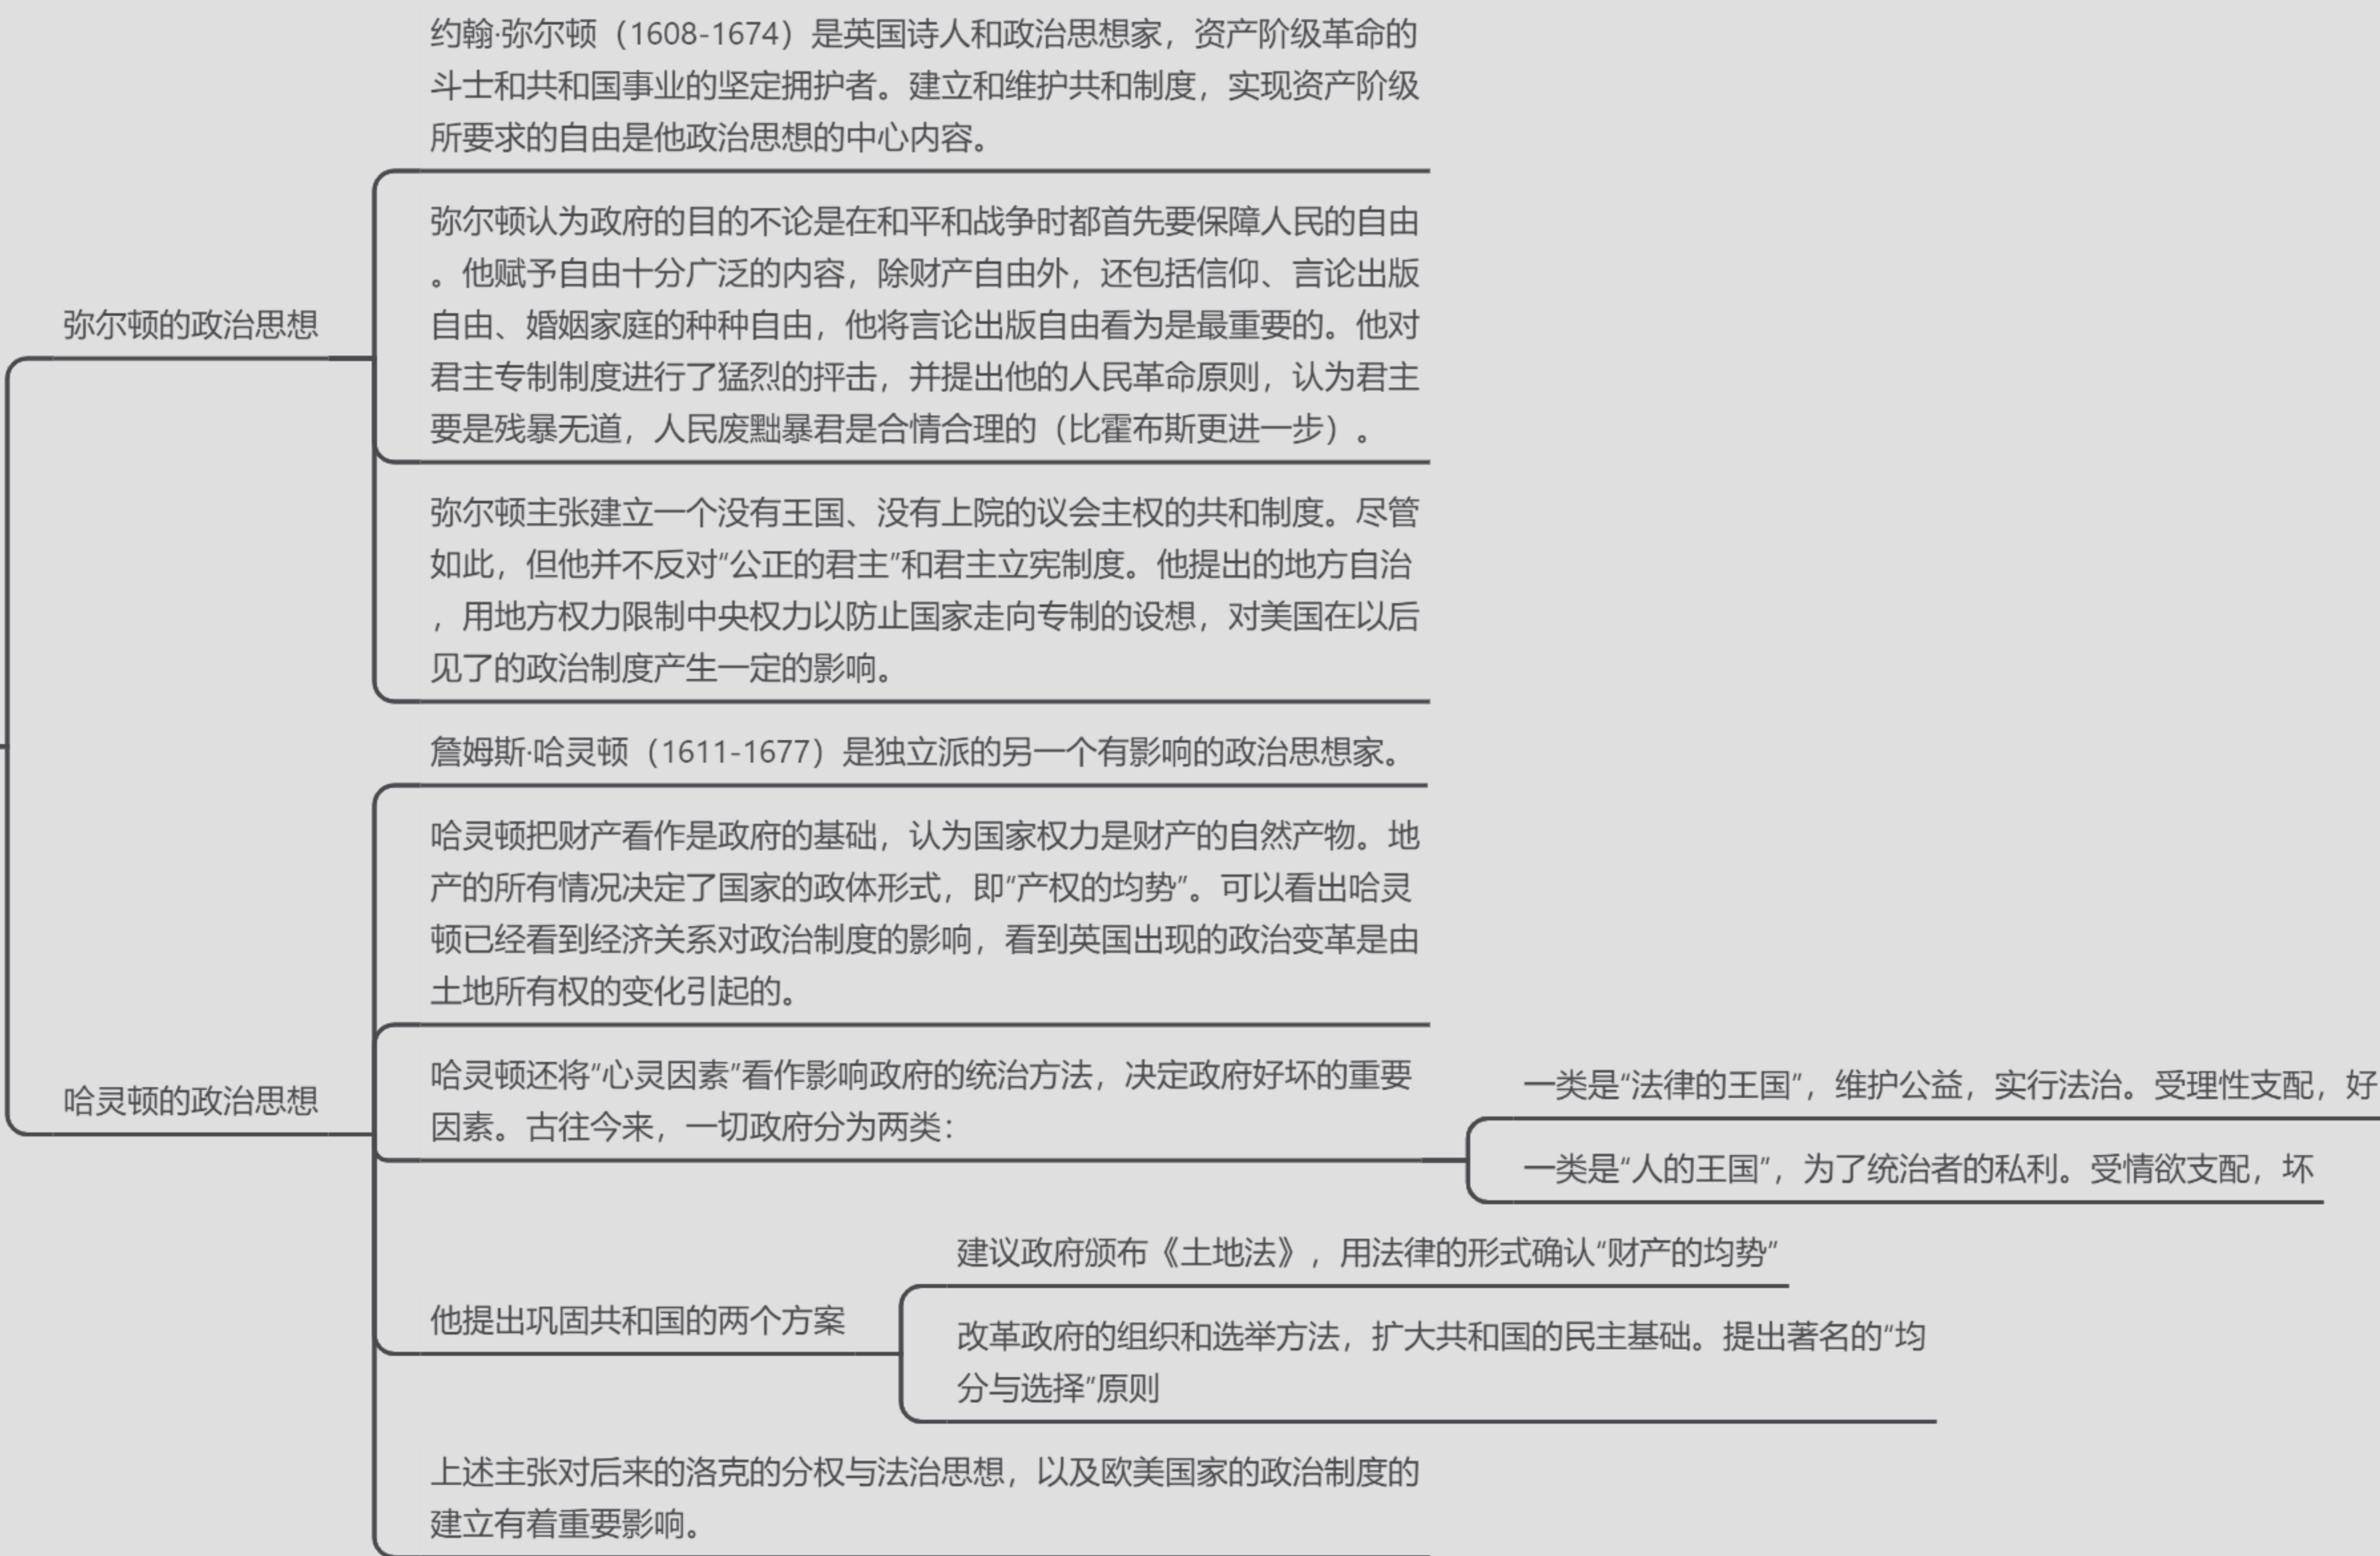 约翰·弥尔顿（1608-1674）是英国诗人和政治思想家，资产阶级革命的
斗士和共和国事业的坚定拥护者。建立和维护共和制度，实现资产阶级
所要求的自由是他政治思想的中心内容。
弥尔顿的政治思想
弥尔顿认为政府的目的不论是在和平和战争时都首先要保障人民的自由
。他赋予自由十分广泛的内容，除财产自由外，还包括信仰、言论出版
自由、婚姻家庭的种种自由，他将言论出版自由看为是最重要的。他对
君主专制制度进行了猛烈的抨击，并提出他的人民革命原则，认为君主
要是残暴无道，人民废黜暴君是合情合理的（比霍布斯更进一步）。
弥尔顿主张建立一个没有王国、没有上院的议会主权的共和制度。尽管
如此，但他并不反对“公正的君主”和君主立宪制度。他提出的地方自治
，用地方权力限制中央权力以防止国家走向专制的设想，对美国在以后
见了的政治制度产生一定的影响。
哈灵顿的政治思想
詹姆斯·哈灵顿（1611-1677）是独立派的另一个有影响的政治思想家。
哈灵顿把财产看作是政府的基础，认为国家权力是财产的自然产物。地
产的所有情况决定了国家的政体形式，即“产权的均势”。可以看出哈灵
顿已经看到经济关系对政治制度的影响，看到英国出现的政治变革是由
土地所有权的变化引起的。
哈灵顿还将“心灵因素”看作影响政府的统治方法，决定政府好坏的重要
因素。古往今来，一切政府分为两类：
一类是“法律的王国”，维护公益，实行法治。受理性支配，好
一类是“人的王国”，为了统治者的私利。受情欲支配，坏
他提出巩固共和国的两个方案
建议政府颁布《土地法》，用法律的形式确认“财产的均势”
改革政府的组织和选举方法，扩大共和国的民主基础。提出著名的“均
分与选择”原则
上述主张对后来的洛克的分权与法治思想，以及欧美国家的政治制度的
建立有着重要影响。